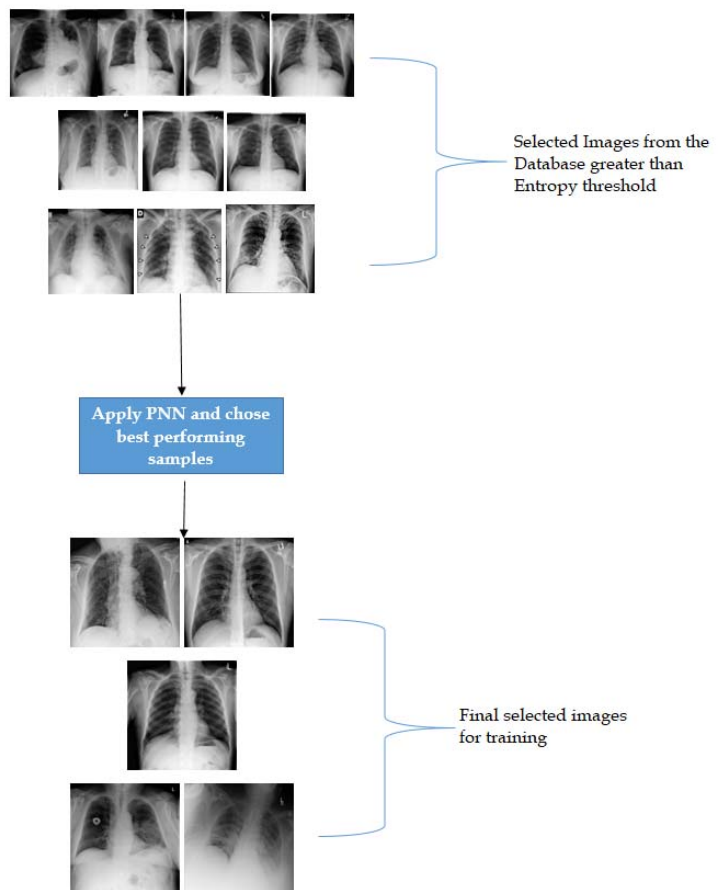 Selected Images from the
Database greater than
Entropy threshold
Apply PNN and chose
best performing
samples
Final selected images
for training